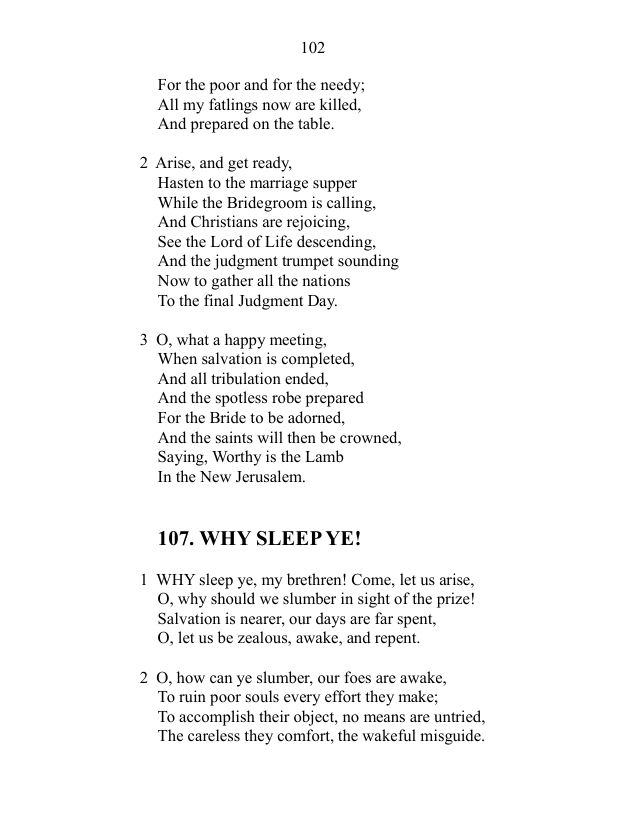 102
For the poor and for the needy;
All my fatlings now are killed,
And prepared on the table.
2 Arise, and get ready,
Hasten to the marriage supper
While the Bridegroom is calling,
And Christians are rejoicing,
See the Lord of Life descending,
And the judgment trumpet sounding
Now to gather all the nations
To the final Judgment Day.
3 O, what a happy meeting,
When salvation is completed,
And all tribulation ended,
And the spotless robe prepared
For the Bride to be adorned,
And the saints will then be crowned,
Saying, Worthy is the Lamb
In the New Jerusalem.
107. WHY SLEEP YE!
1 WHY sleep ye, my brethren! Come, let us arise,
O, why should we slumber in sight of the prize!
Salvation is nearer, our days are far spent,
O, let us be zealous, awake, and repent.
2 O, how can ye slumber, our foes are awake,
To ruin poor souls every effort they make;
To accomplish their object, no means are untried,
The careless they comfort, the wakeful misguide.